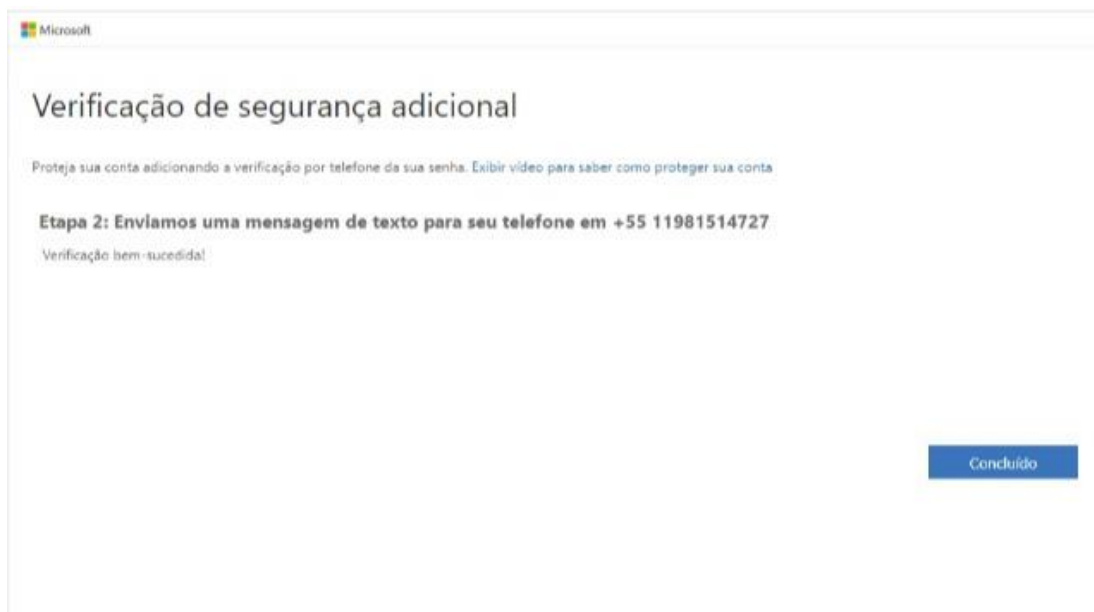 Microsoft
Verificação de segurança adicional
Proteja sua conta adicionando a verificação por telefone da sua senha. Exibir vídeo para saber como proteger sua conta
Etapa 2: Enviamos uma mensagem de texto para seu telefone em +55 11981514727
Verificação bem-sucedida!
Concluído